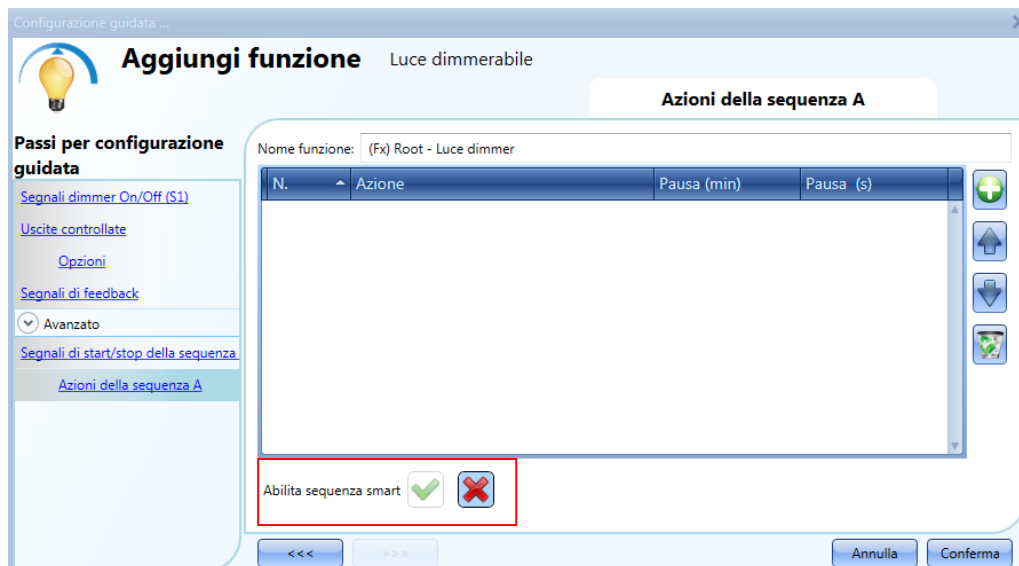 Configurazione guidata ...
Aggiungi funzione Luce dimmerabile
Azioni della sequenza A
Passi per configurazione
guidata
Segnali dimmer On/Off (S1)
Uscite controllate
Opzioni
Segnali di feedback
Avanzato
Segnali di start/stop della sequenza
Azioni della sequenza A
Nome funzione: (Fx) Root - Luce dimmer
N. Azione Pausa (min) Pausa (s)
Abilita sequenza smart
<<< >>> Annulla Conferma